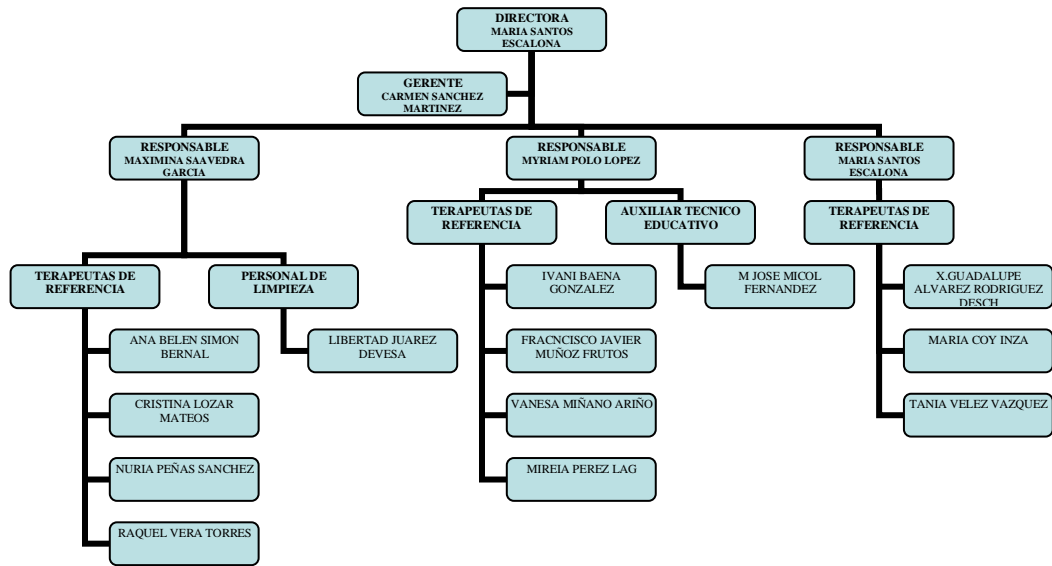 DIRECTORA
MARIA SANTOS
ESCALONA
GERENTE
CARMEN SANCHEZ
MARTINEZ
RESPONSABLE
MAXIMINA SAAVEDRA
GARCIA
RESPONSABLE
MYRIAM POLO LOPEZ
RESPONSABLE
MARIA SANTOS
ESCALONA
TERAPEUTAS DE
REFERENCIA
AUXILIAR TECNICO
EDUCATIVO
TERAPEUTAS DE
REFERENCIA
TERAPEUTAS DE
REFERENCIA
PERSONAL DE
LIMPIEZA
IVANI BAENA
GONZALEZ
M JOSE MICOL
FERNANDEZ
X.GUADALUPE
ALVAREZ RODRIGUEZ
DESCH
ANA BELEN SIMON
BERNAL
LIBERTAD JUAREZ
DEVESA
FRACNCISCO JAVIER
MUÑOZ FRUTOS
MARIA COY INZA
CRISTINA LOZAR
MATEOS
VANESA MIÑANO ARIÑO
TANIA VELEZ VAZQUEZ
NURIA PEÑAS SANCHEZ
MIREIA PEREZ LAG
RAQUEL VERA TORRES